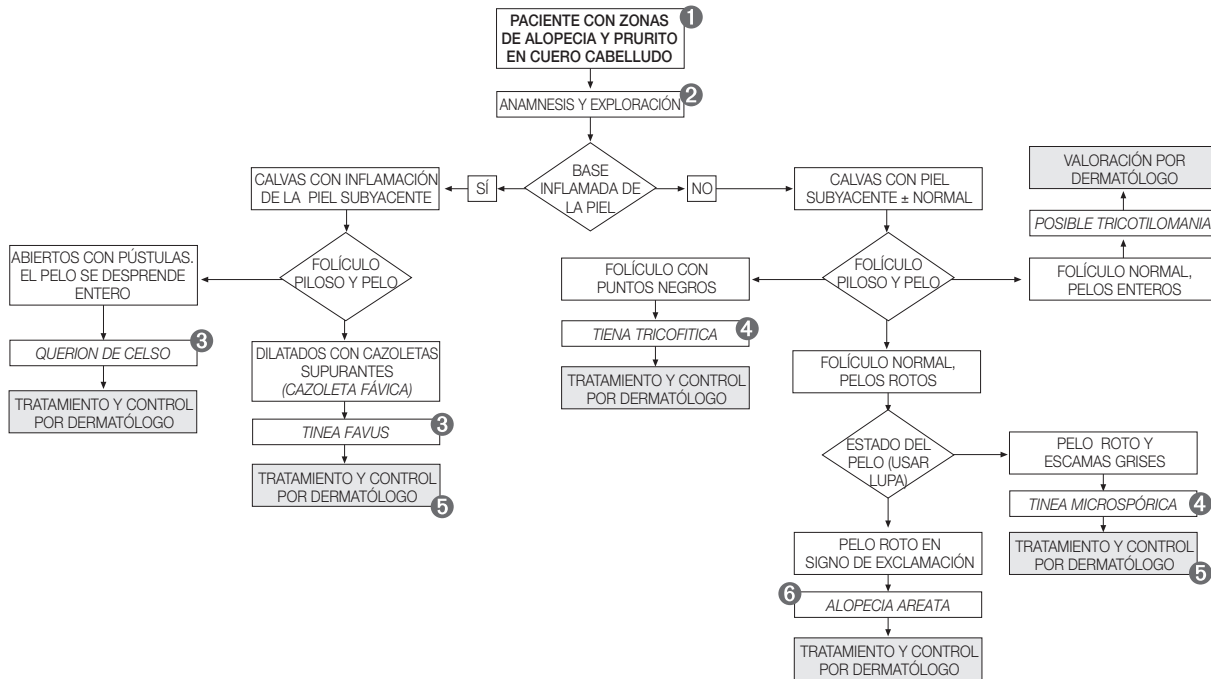 PACIENTE CON ZONAS
DE ALOPECIA Y PRURITO
EN CUERO CABELLUDO
1
ANAMNESIS Y EXPLORACIÓN
2
BASE
INFLAMADA DE
LA PIEL
SÍ
NO
CALVAS CON INFLAMACIÓN
DE LA PIEL SUBYACENTE
FOLÍCULO
PILOSO Y PELO
ABIERTOS CON PÚSTULAS.
EL PELO SE DESPRENDE
ENTERO
QUERION DE CELSO
3
TRATAMIENTO Y CONTROL
POR DERMATÓLOGO
DILATADOS CON CAZOLETAS
SUPURANTES
(CAZOLETA FÁVICA)
TINEA FAVUS
3
TRATAMIENTO Y CONTROL
POR DERMATÓLOGO
5
CALVAS CON PIEL
SUBYACENTE ± NORMAL
FOLÍCULO
PILOSO Y PELO
FOLÍCULO CON
PUNTOS NEGROS
TIENA TRICOFITICA
4
TRATAMIENTO Y CONTROL
POR DERMATÓLOGO
VALORACIÓN POR
DERMATÓLOGO
POSIBLE TRICOTILOMANIA
FOLÍCULO NORMAL,
PELOS ENTEROS
FOLÍCULO NORMAL,
PELOS ROTOS
ESTADO DEL
PELO (USAR
LUPA)
PELO ROTO Y
ESCAMAS GRISES
TINEA MICROSPÓRICA
4
TRATAMIENTO Y CONTROL
POR DERMATÓLOGO
5
PELO ROTO EN
SIGNO DE EXCLAMACIÓN
6
ALOPECIA AREATA
TRATAMIENTO Y CONTROL
POR DERMATÓLOGO